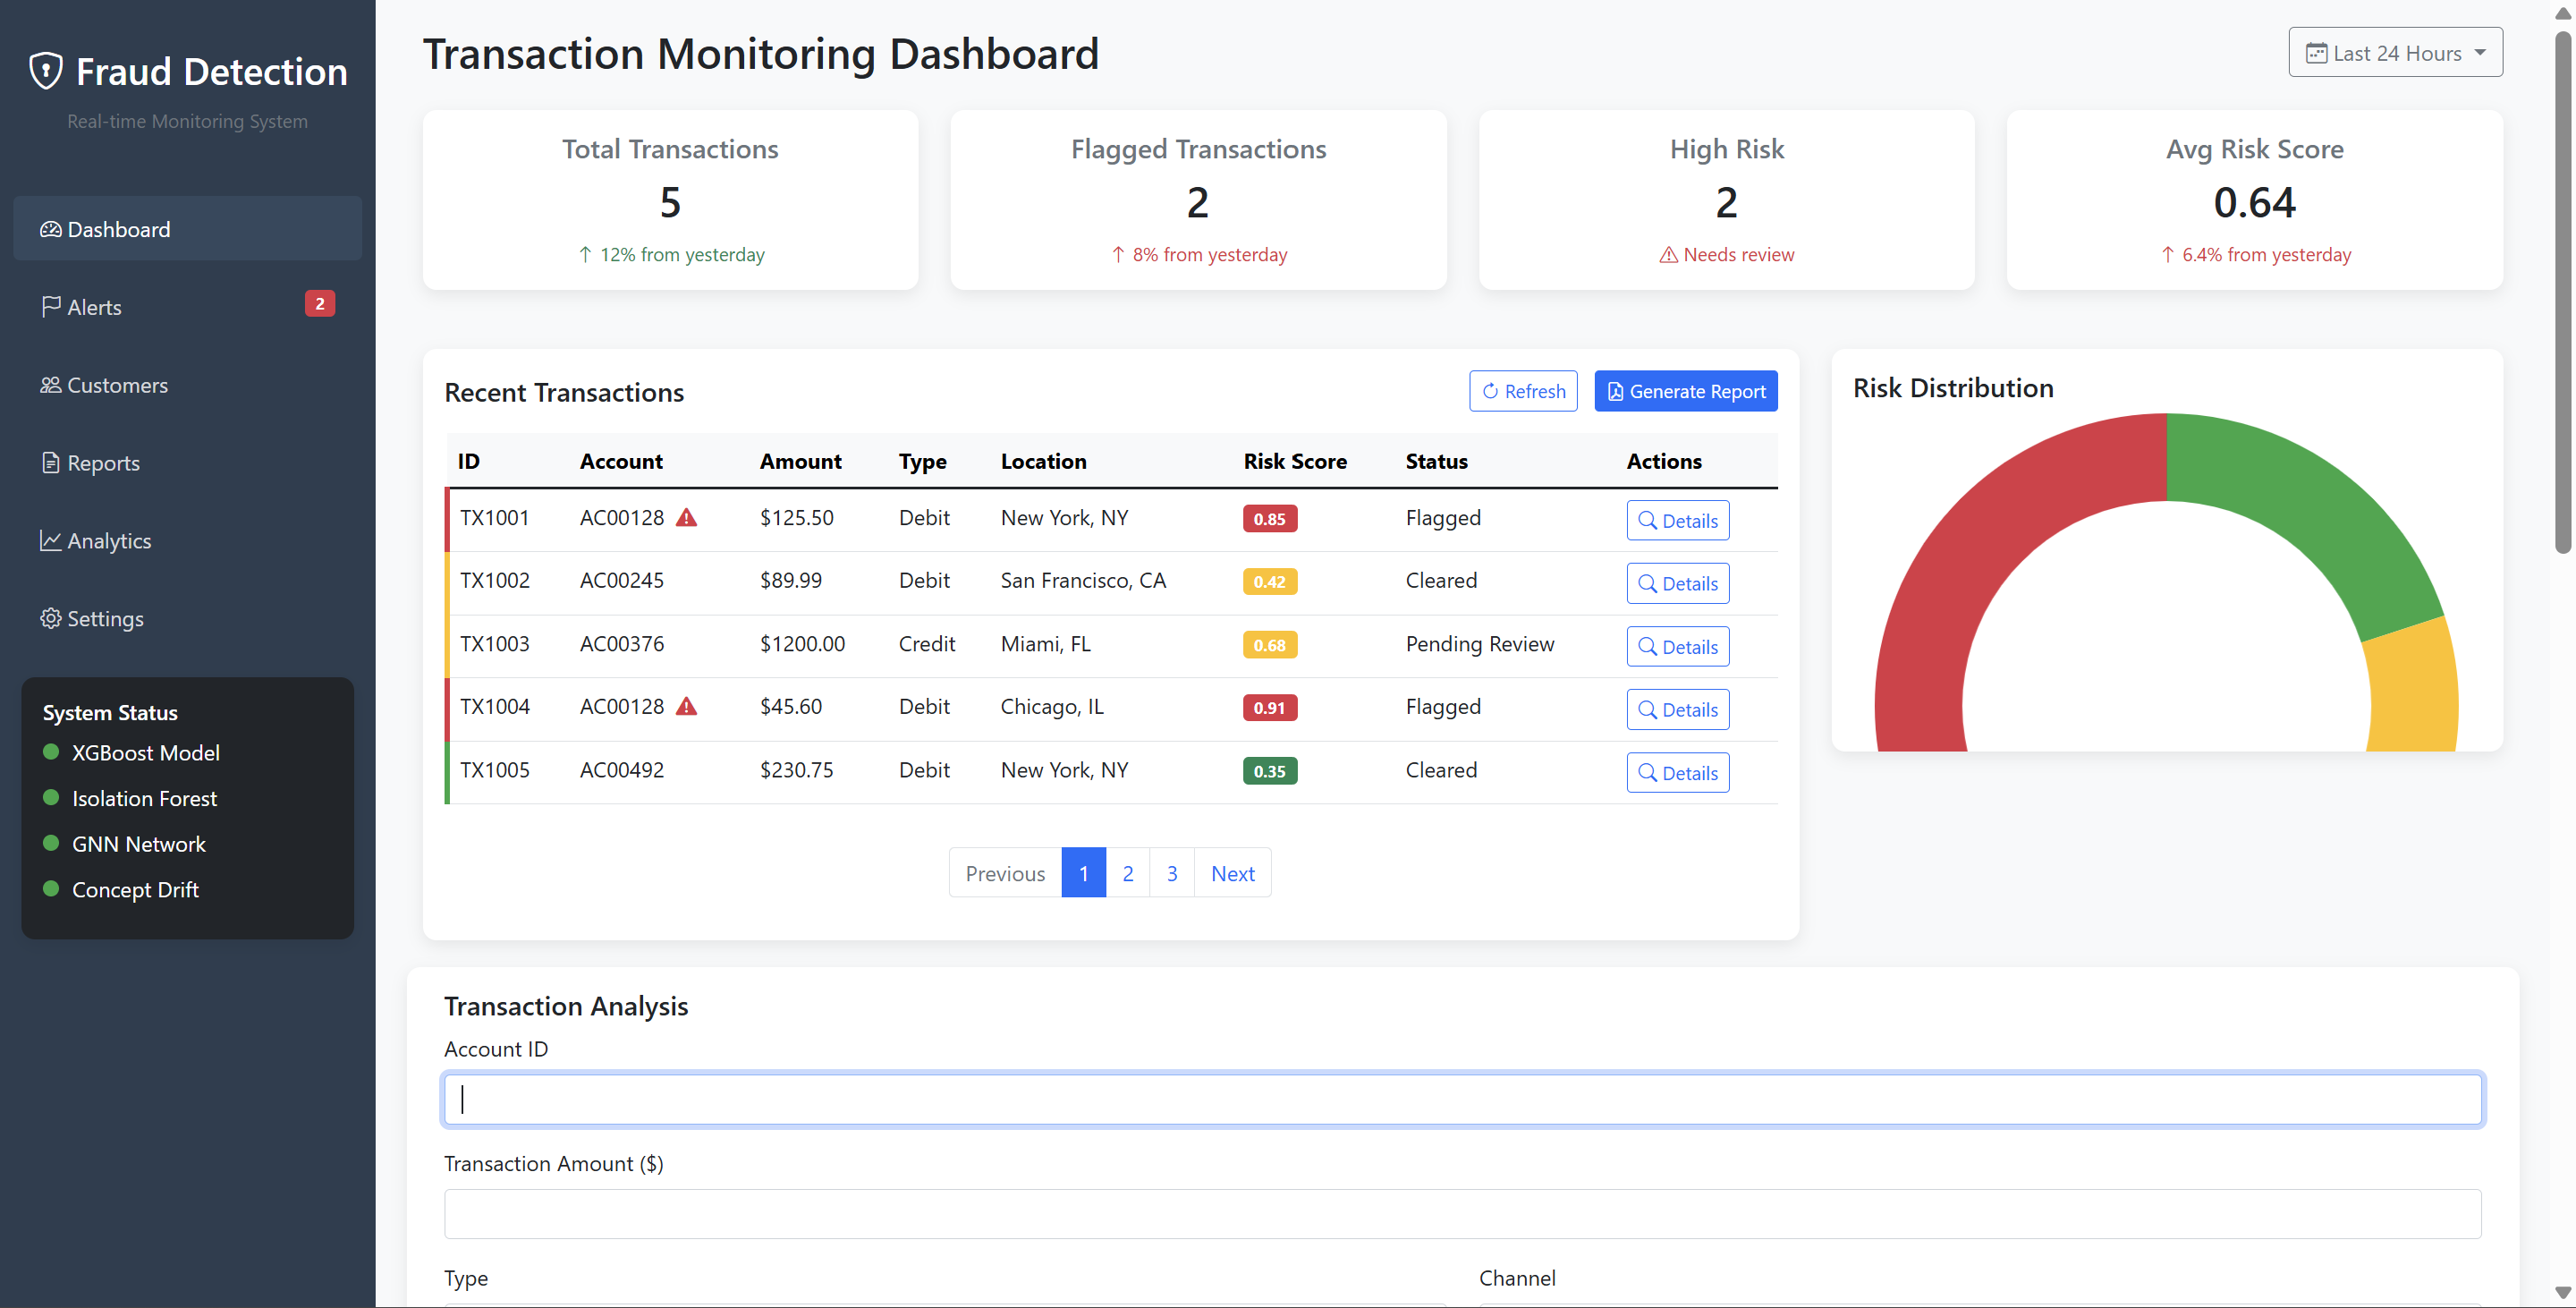 Fraud Detection
Real-time Monitoring System
Dashboard
Alerts 2
Customers
Reports
Analytics
Settings
System Status
XGBoost Model
Isolation Forest
GNN Network
Concept Drift
Transaction Monitoring Dashboard
Last 24 Hours
Total Transactions
5
↑ 12% from yesterday
Flagged Transactions
2
↑ 8% from yesterday
High Risk
2
Needs review
Avg Risk Score
0.64
↑ 6.4% from yesterday
Recent Transactions
Refresh Generate Report
ID Account Amount Type Location Risk Score Status Actions
TX1001 AC00128 $125.50 Debit New York, NY 0.85 Flagged Details
TX1002 AC00245 $89.99 Debit San Francisco, CA 0.42 Cleared Details
TX1003 AC00376 $1200.00 Credit Miami, FL 0.68 Pending Review Details
TX1004 AC00128 $45.60 Debit Chicago, IL 0.91 Flagged Details
TX1005 AC00492 $230.75 Debit New York, NY 0.35 Cleared Details
Previous 1 2 3 Next
Risk Distribution
Transaction Analysis
Account ID
Transaction Amount ($)
Type Channel